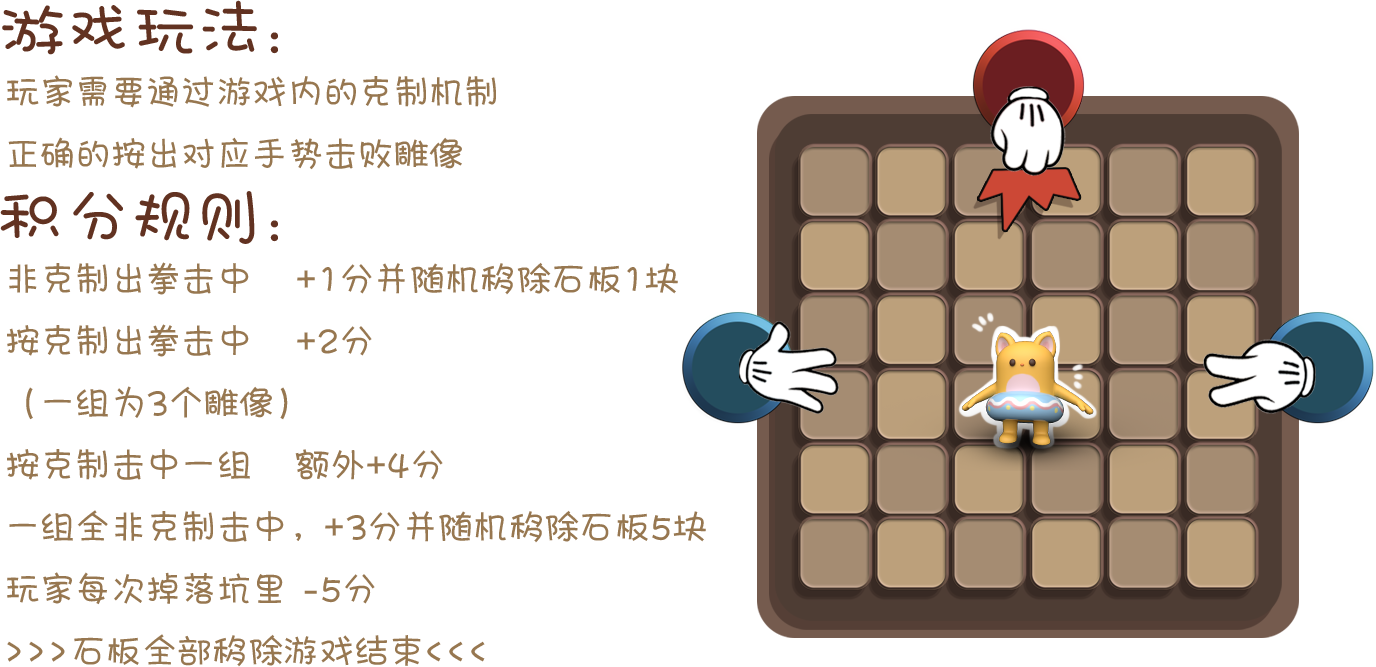 游戏玩法：
玩家需要通过游戏内的克制机制
正确的按出对应手势击败雕像
积分规则：
非克制出拳击中 +1分并随机移除石板1块
按克制出拳击中 +2分
（一组为3个雕像）
按克制击中一组 额外+4分
一组全非克制击中，+3分并随机移除石板5块
玩家每次掉落坑里 -5分
>>>石板全部移除游戏结束<<<